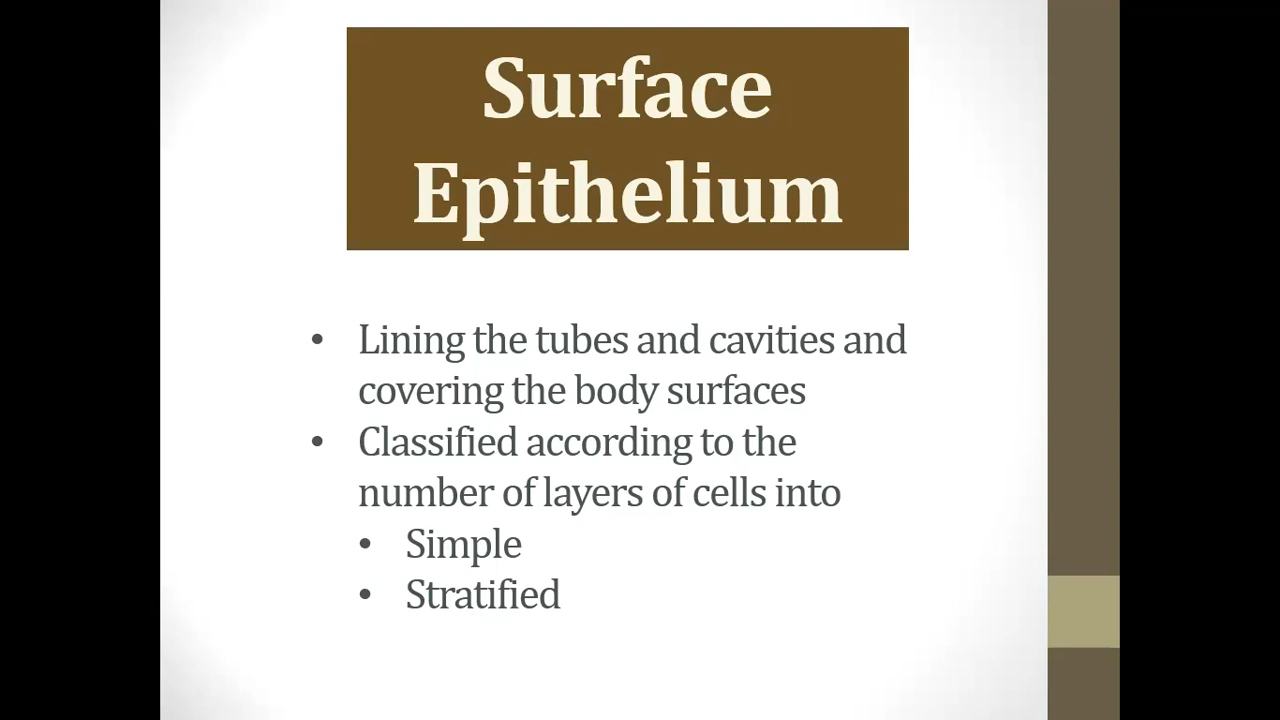 Surface
Epithelium
• Lining the tubes and cavities and
covering the body surfaces
• Classified according to the
number of layers of cells into
• Simple
• Stratified